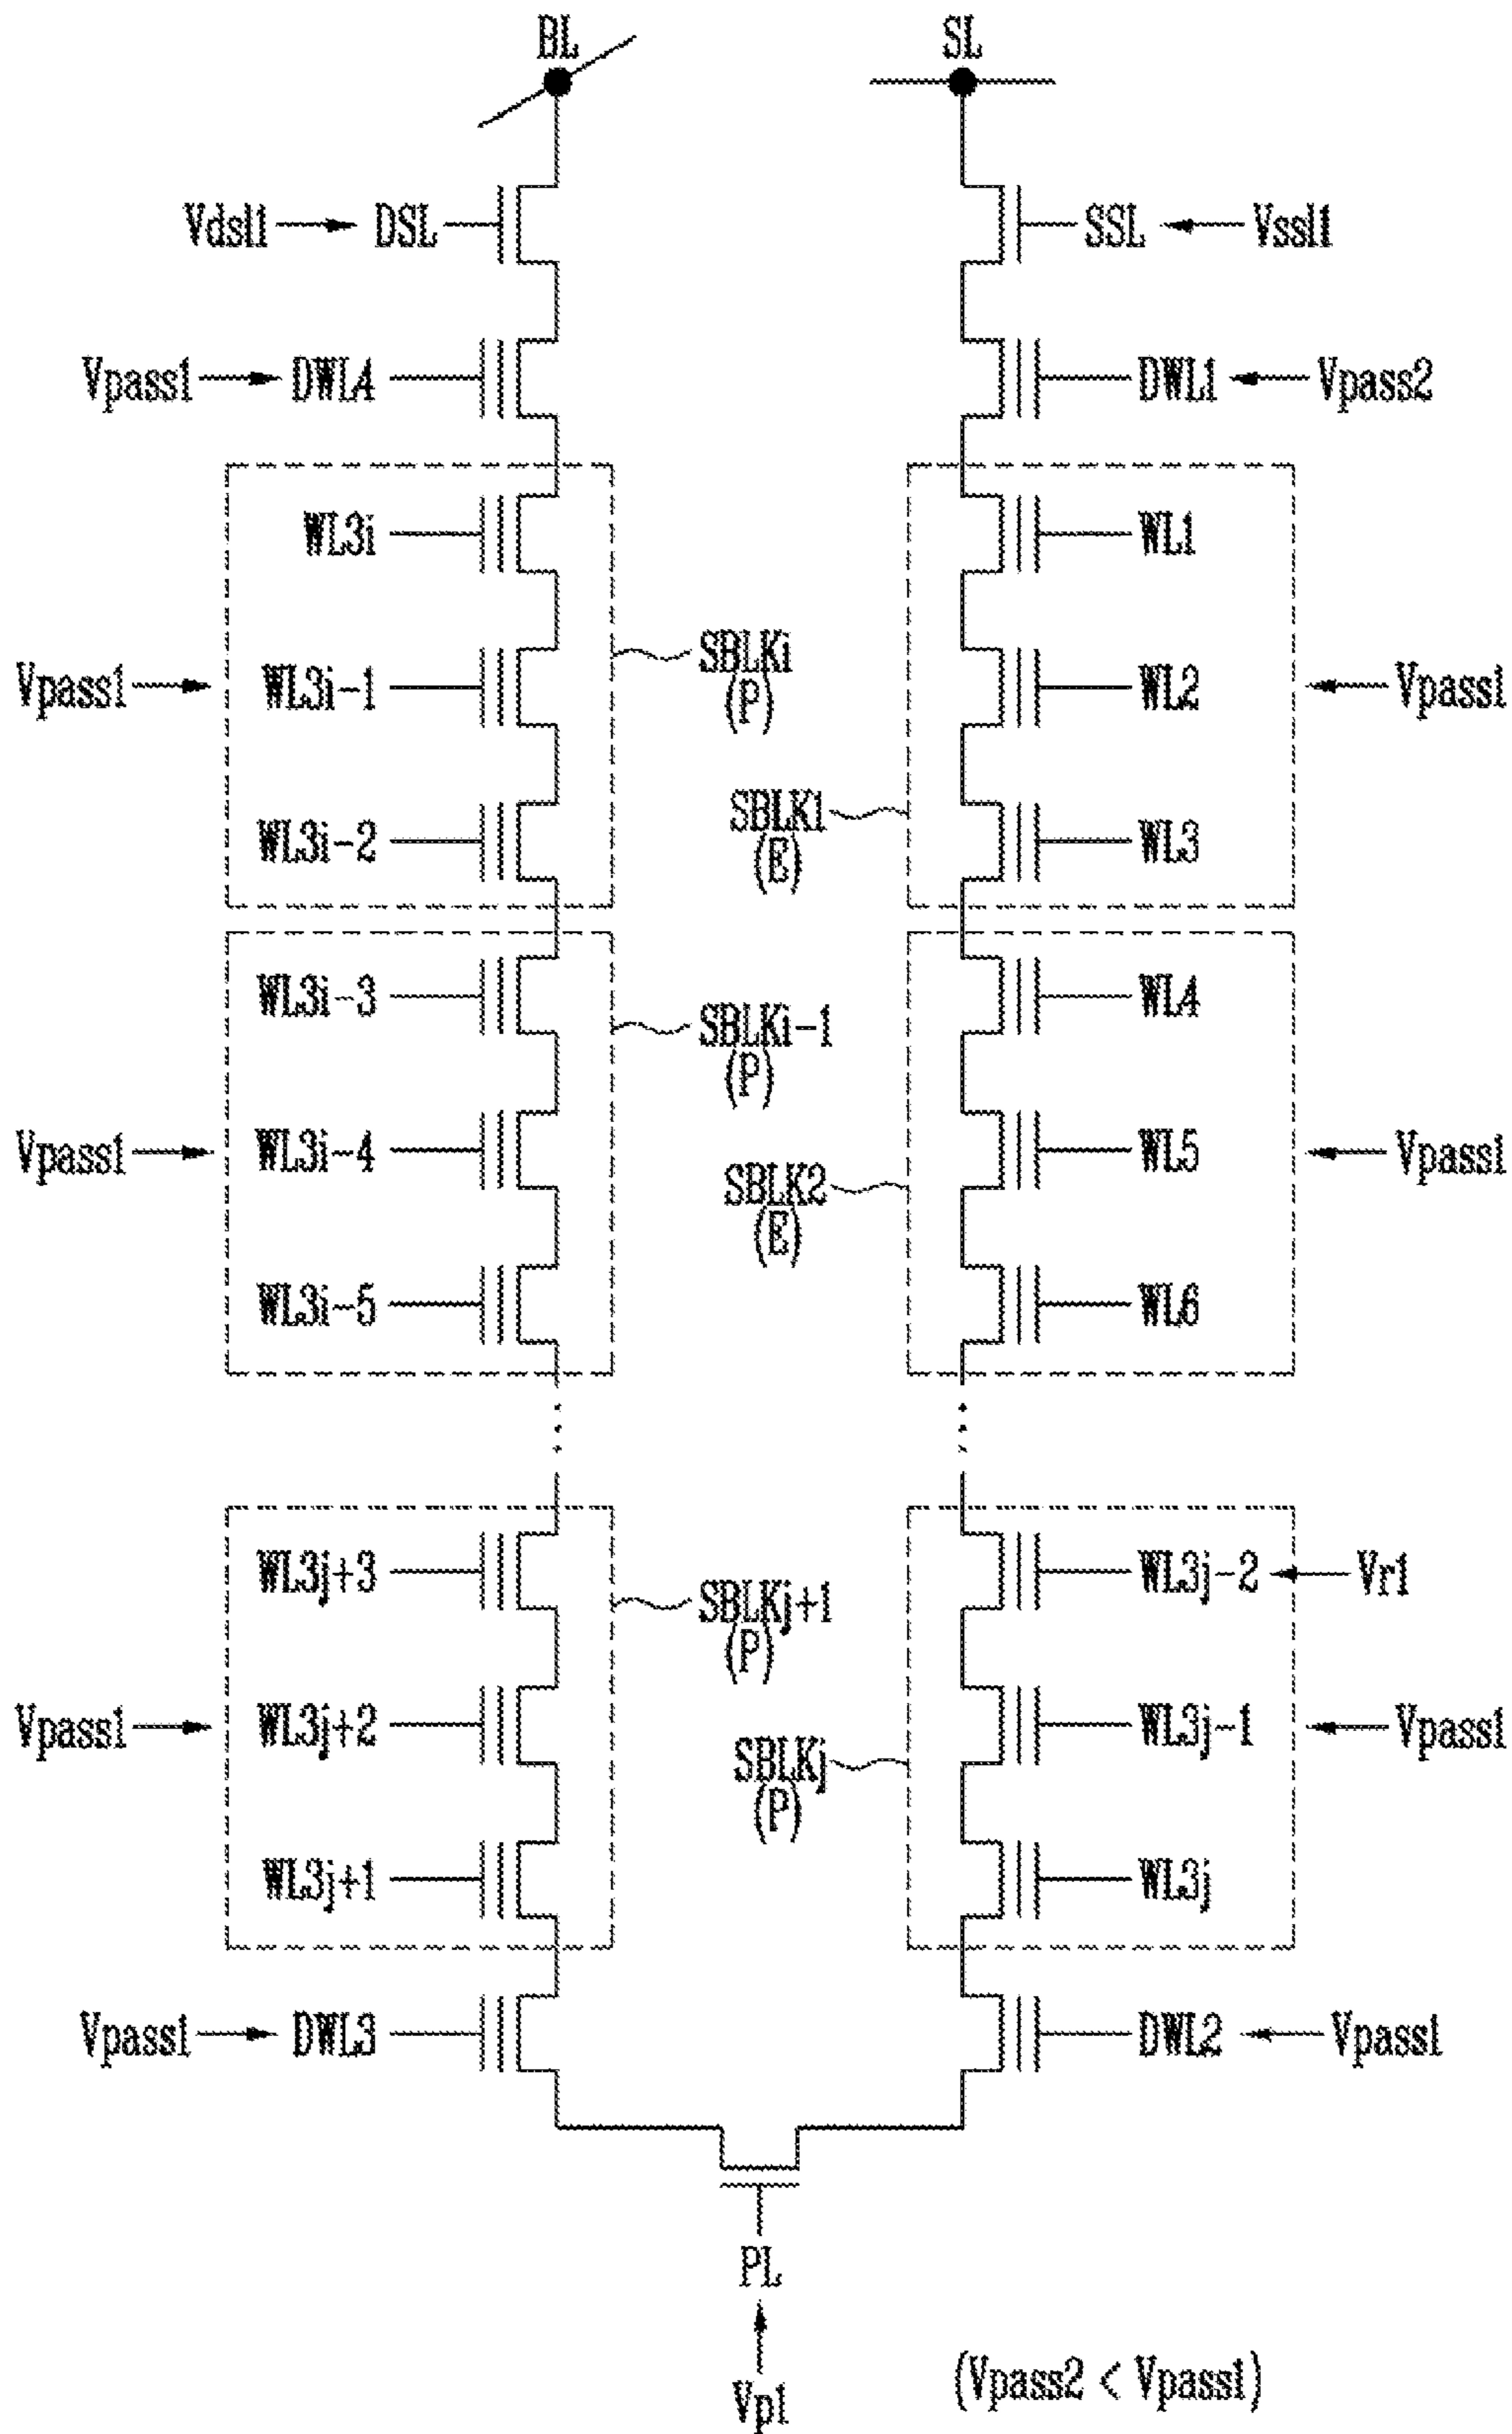 BL SL
Vdsl1 DSL SSL Vssl1
Vpass1 DWL4 DWL1 Vpass2
WL3i WL1
SBLKi
(P)
Vpass1 WL3i-1 WL2 Vpass1
SBLK1
(E)
WL3i-2 WL3
WL3i-3 WL4
SBLKi-1
(P)
Vpass1 WL3i-4 WL5 Vpass1
SBLK2
(E)
WL3i-5 WL6
WL3j+3 WL3j-2 Vr1
SBLKj+1
(P)
Vpass1 WL3j+2 WL3j-1 Vpass1
SBLKj
(P)
WL3j+1 WL3j
Vpass1 DWL3 DWL2 Vpass1
PL
Vp1
(Vpass2 < Vpass1)